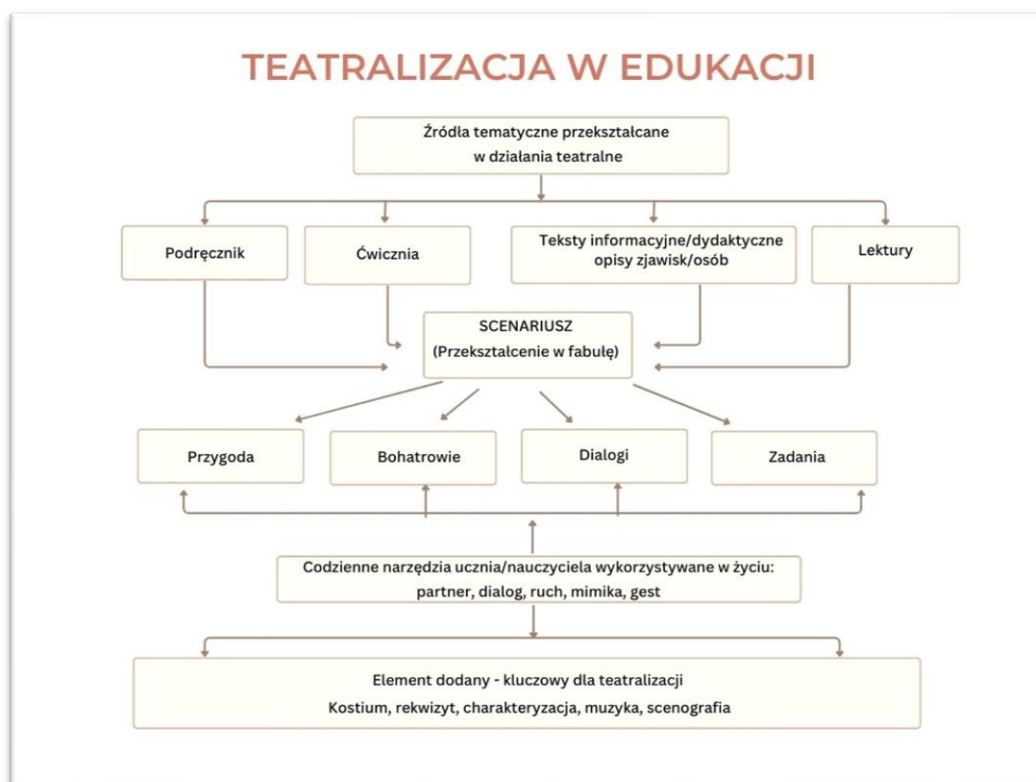 TEATRALIZACJA W EDUKACJI
Źródła tematyczne przekształcane
w działania teatralne
Podręcznik
Ćwicznia
Teksty informacyjne/dydaktyczne
opisy zjawisk/osób
Lektury
SCENARIUSZ
(Przekształcenie w fabułę)
Przygoda
Bohatrowie
Dialogi
Zadania
Codzienne narzędzia ucznia/nauczyciela wykorzystywane w życiu:
partner, dialog, ruch, mimika, gest
Element dodany - kluczowy dla teatralizacji
Kostium, rekwizyt, charakteryzacja, muzyka, scenografia